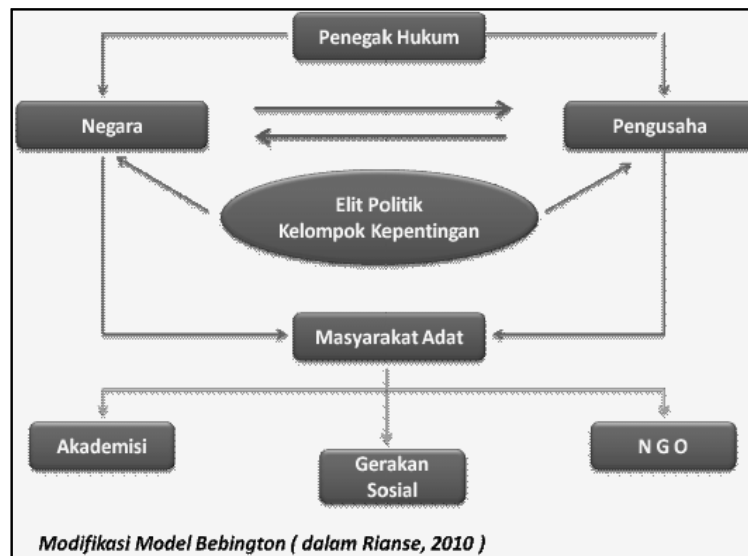 Penegak Hukum
Negara
Pengusaha
Elit Politik
Kelompok Kepentingan
Masyarakat Adat
Akademisi
Gerakan
Sosial
N G O
Modifikasi Model Bebington ( dalam Rianse, 2010 )